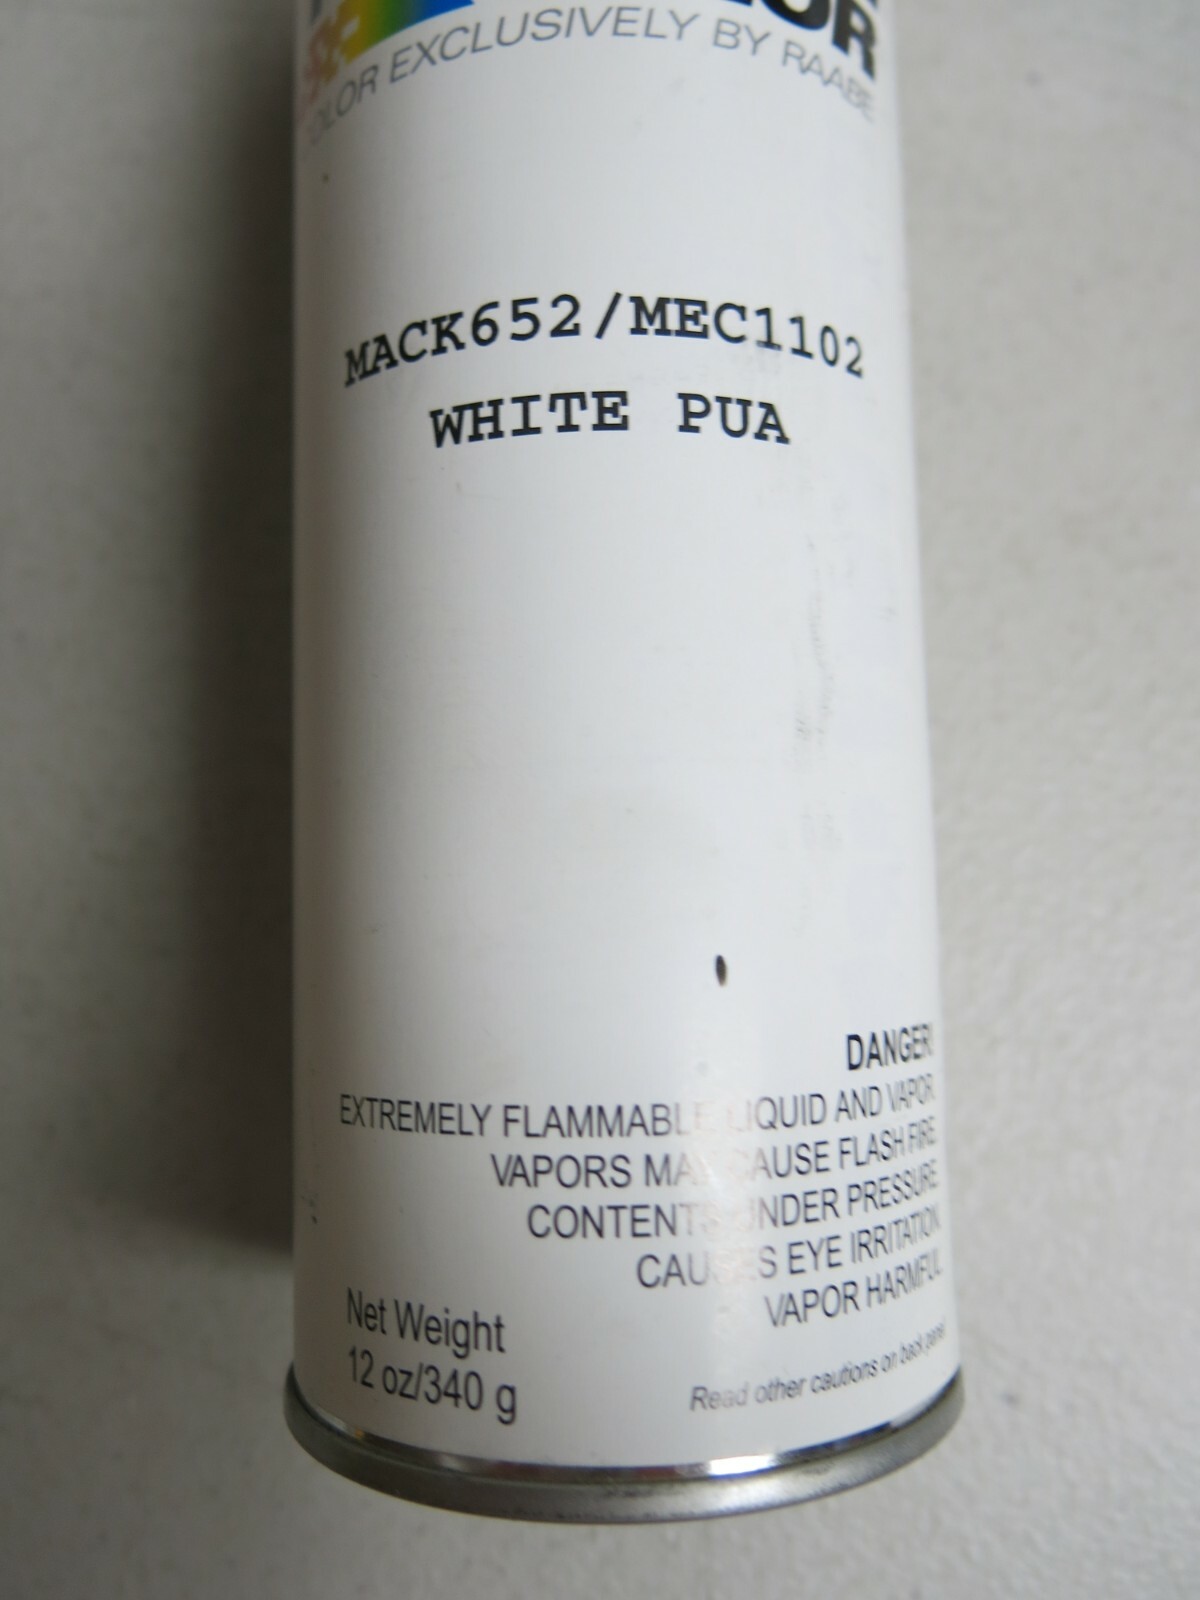 COLOR EXCLUSIVELY BY RAABE
MACK652/MEC1102
WHITE PUA
DANGER!
EXTREMELY FLAMMABLE LIQUID AND VAPOR
VAPORS MAY CAUSE FLASH FIRE
CONTENTS UNDER PRESSURE
CAUSES EYE IRRITATION
VAPOR HARMFUL
Net Weight
12 oz/340 g
Read other cautions on back panel